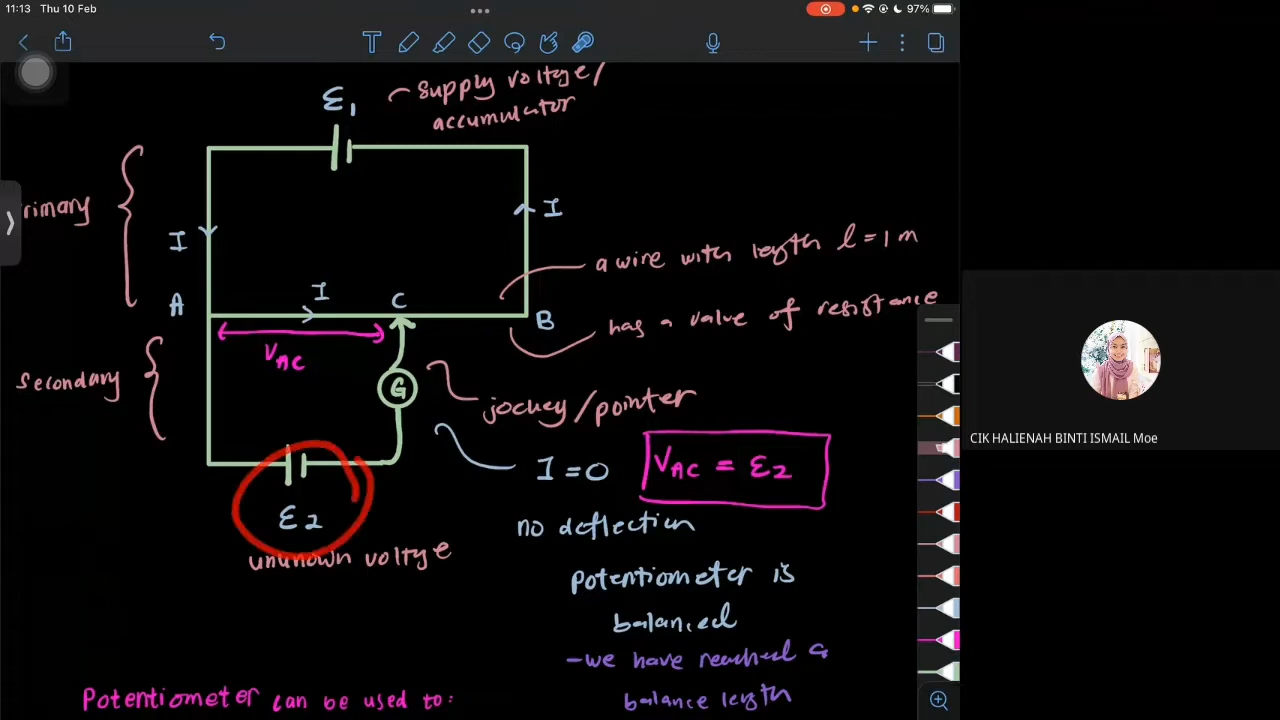 11:13 Thu 10 Feb
97%
T
ε1
supply voltage/
accumulator
rimary
I
I
a wire with length l = 1 m
A
I
C
B
has a value of resistance
VAC
secondary
G
jockey/pointer
I = 0
VAC = ε2
ε2
no deflection
unknown voltage
potentiometer is
balanced
- we have reached a
balance length
Potentiometer can be used to:
CIK HALIENAH BINTI ISMAIL Moe